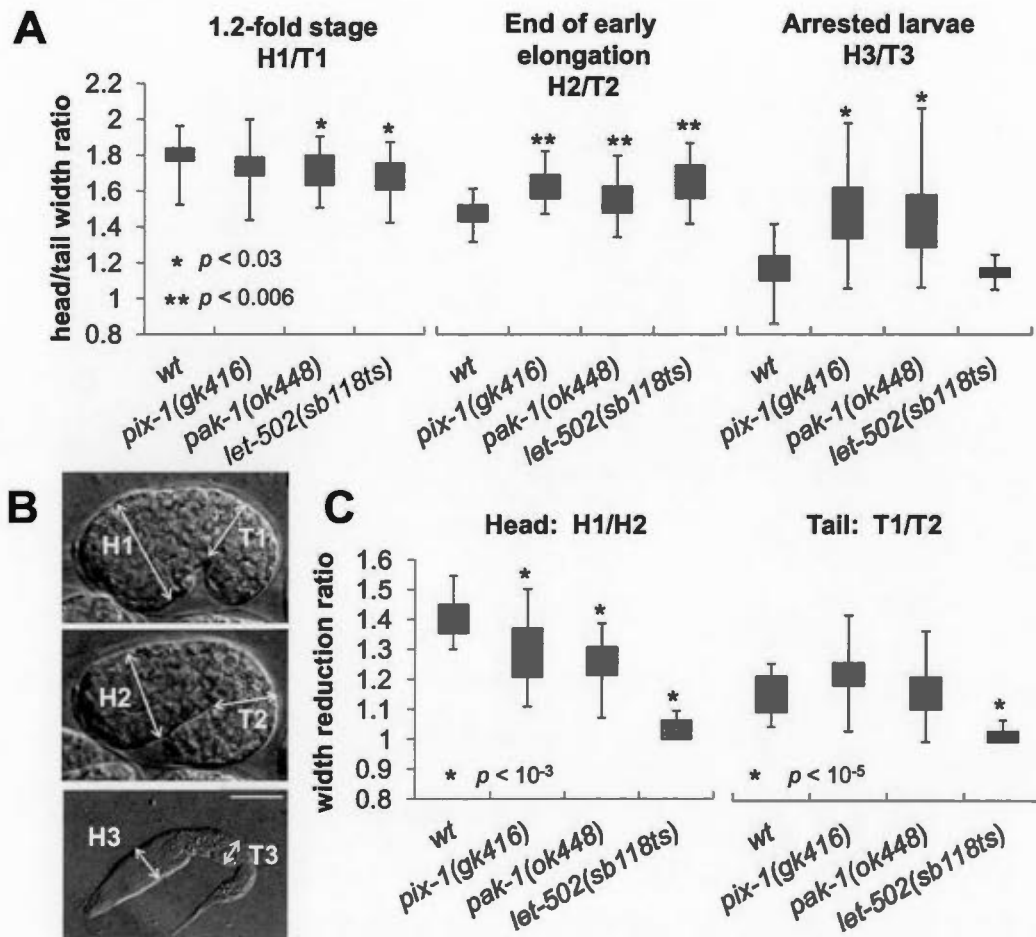 A
1.2-fold stage
H1/T1
End of early
elongation
H2/T2
Arrested larvae
H3/T3
head/tail width ratio
2.2
2
1.8
1.6
1.4
1.2
1
0.8
*
*
**
**
**
*
*
* p < 0.03
** p < 0.006
wt
pix-1(gk416)
pak-1(ok448)
let-502(sb118ts)
wt
pix-1(gk416)
pak-1(ok448)
let-502(sb118ts)
wt
pix-1(gk416)
pak-1(ok448)
let-502(sb118ts)
B
H1
T1
H2
T2
H3
T3
C
Head: H1/H2
Tail: T1/T2
width reduction ratio
1.6
1.5
1.4
1.3
1.2
1.1
1
0.9
0.8
*
*
*
*
* p < 10-3
* p < 10-5
wt
pix-1(gk416)
pak-1(ok448)
let-502(sb118ts)
wt
pix-1(gk416)
pak-1(ok448)
let-502(sb118ts)